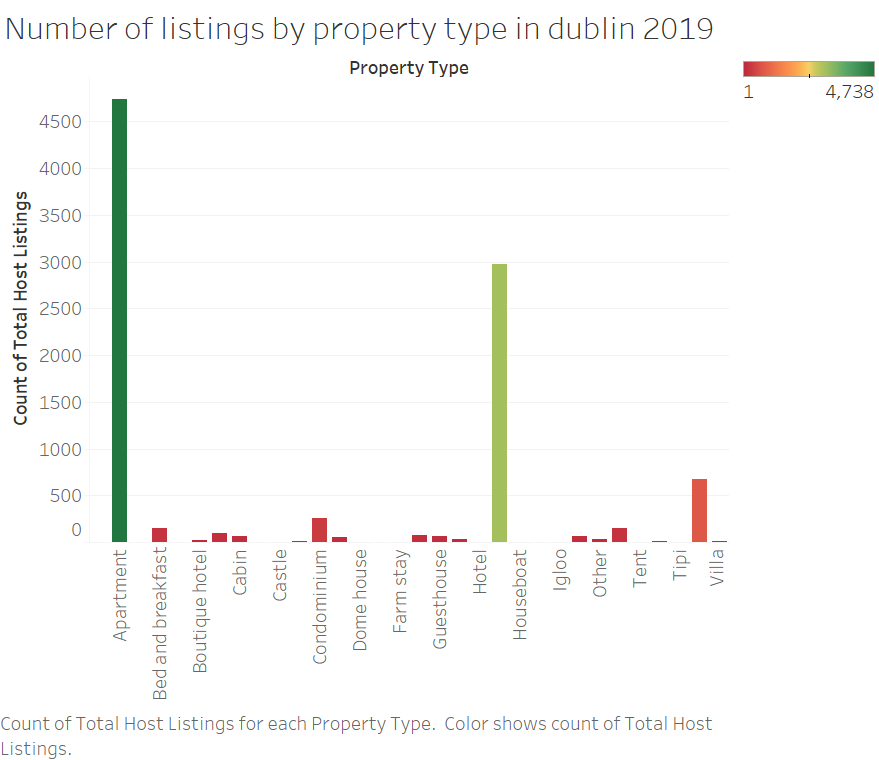 Number of listings by property type in dublin 2019
Property Type
1 4,738
Count of Total Host Listings
4500
4000
3500
3000
2500
2000
1500
1000
500
0
Apartment
Bed and breakfast
Boutique hotel
Cabin
Castle
Condominium
Dome house
Farm stay
Guesthouse
Hotel
Houseboat
Igloo
Other
Tent
Tipi
Villa
Count of Total Host Listings for each Property Type. Color shows count of Total Host
Listings.